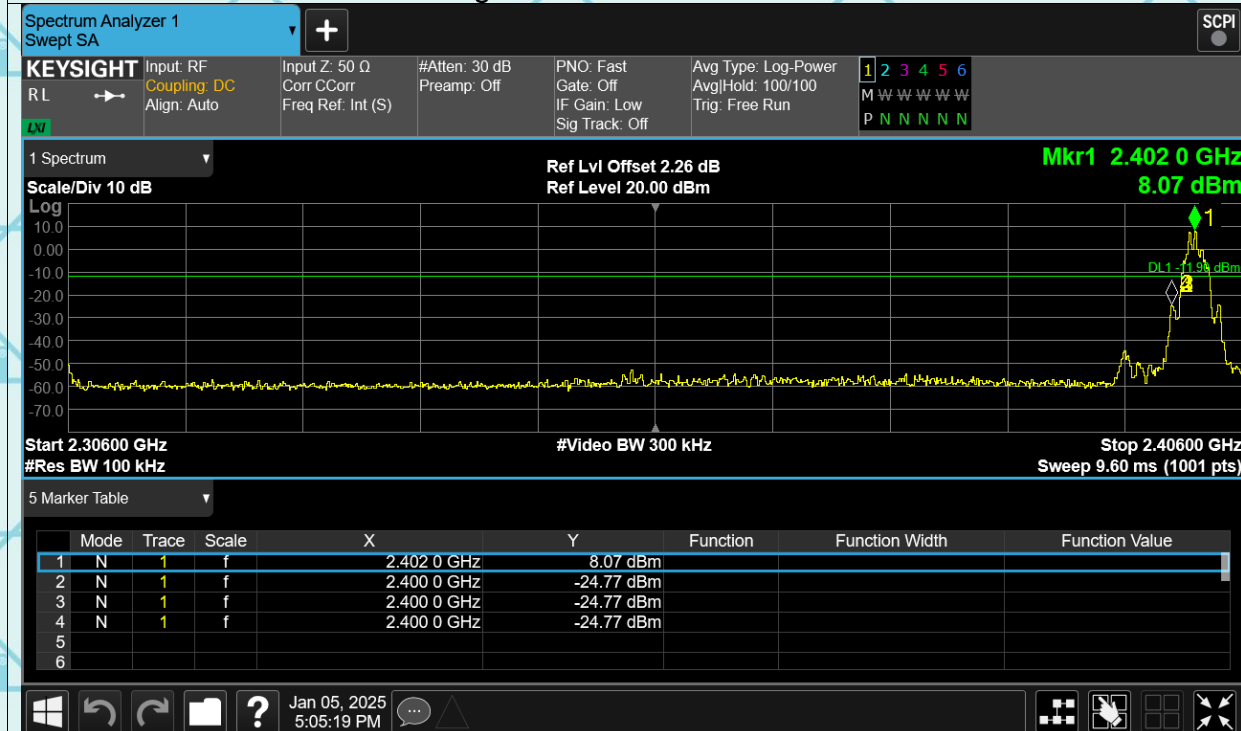 Spectrum Analyzer 1
Swept SA
+
SCPI
KEYSIGHT
R L
LXI
Input: RF
Coupling: DC
Align: Auto
Input Z: 50 Ω
Corr CCorr
Freq Ref: Int (S)
#Atten: 30 dB
Preamp: Off
PNO: Fast
Gate: Off
IF Gain: Low
Sig Track: Off
Avg Type: Log-Power
Avg|Hold: 100/100
Trig: Free Run
1 2 3 4 5 6
M W W W W W W
P N N N N N N
1 Spectrum
Scale/Div 10 dB
Ref Lvl Offset 2.26 dB
Ref Level 20.00 dBm
Mkr1 2.402 0 GHz
8.07 dBm
Log
10.0
0.00
-10.0
-20.0
-30.0
-40.0
-50.0
-60.0
-70.0
1
DL1 -11.90 dBm
Start 2.30600 GHz
#Video BW 300 kHz
Stop 2.40600 GHz
#Res BW 100 kHz
Sweep 9.60 ms (1001 pts)
5 Marker Table
Mode Trace Scale X Y Function Function Width Function Value
1 N 1 f 2.402 0 GHz 8.07 dBm
2 N 1 f 2.400 0 GHz -24.77 dBm
3 N 1 f 2.400 0 GHz -24.77 dBm
4 N 1 f 2.400 0 GHz -24.77 dBm
5
6
?
Jan 05, 2025
5:05:19 PM